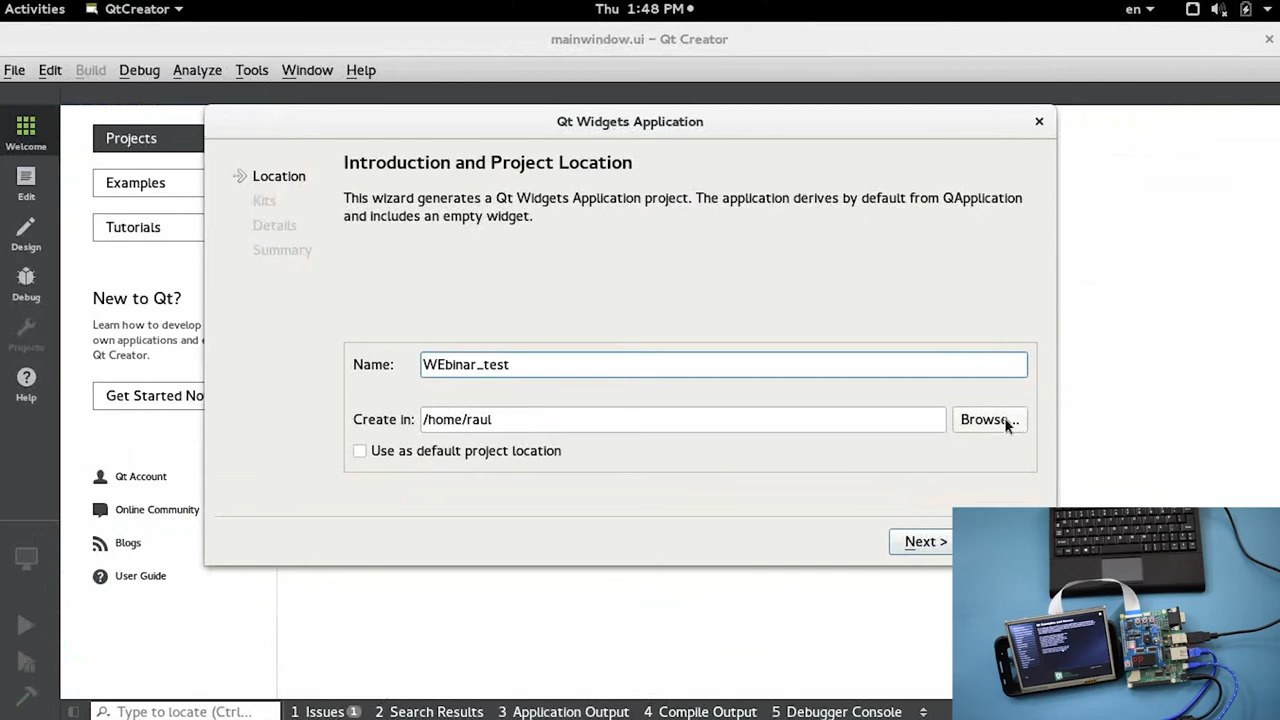 Activities QtCreator Thu 1:48 PM en
mainwindow.ui – Qt Creator
File Edit Build Debug Analyze Tools Window Help
Qt Widgets Application
Welcome
Edit
Design
Debug
Projects
Help
Projects
Examples
Tutorials
New to Qt?
Learn how to develop
own applications and e
Qt Creator.
Get Started No
Qt Account
Online Community
Blogs
User Guide
Location
Kits
Details
Summary
Introduction and Project Location
This wizard generates a Qt Widgets Application project. The application derives by default from QApplication
and includes an empty widget.
Name: WEbinar_test
Create in: /home/raul Browse...
Use as default project location
Next >
Type to locate (Ctrl... 1 Issues 1 2 Search Results 3 Application Output 4 Compile Output 5 Debugger Console